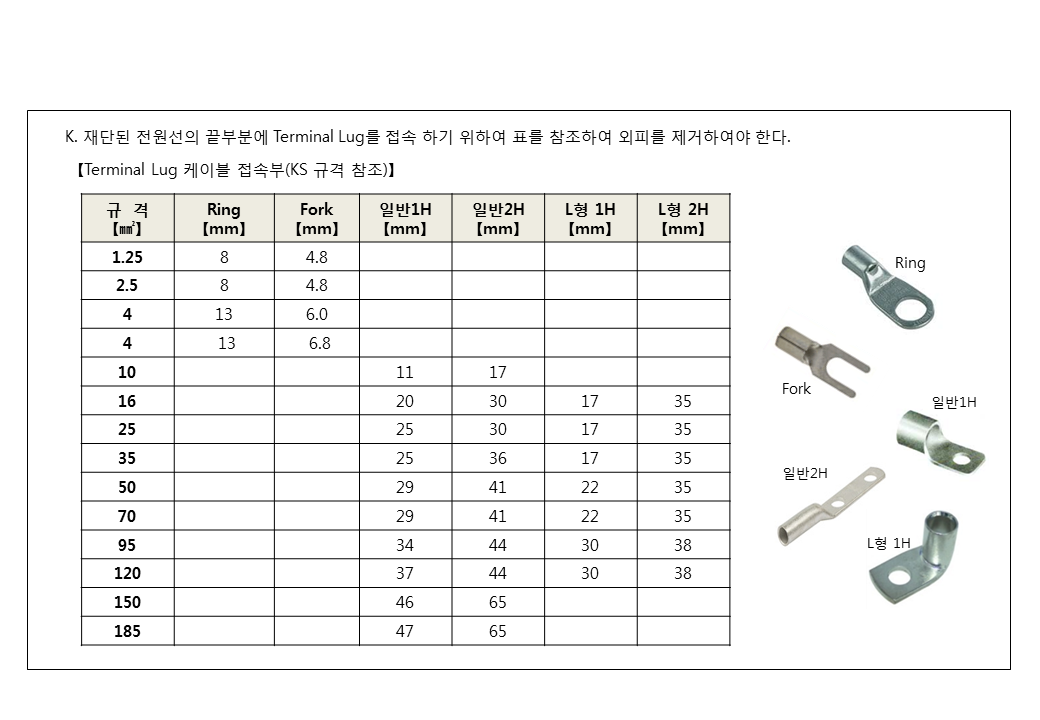 K. 재단된 전원선의 끝부분에 Terminal Lug를 접속 하기 위하여 표를 참조하여 외피를 제거하여야 한다.
【Terminal Lug 케이블 접속부(KS 규격 참조)】
규 격 Ring Fork 일반1H 일반2H L형 1H L형 2H
【㎟】 【mm】 【mm】 【mm】 【mm】 【mm】 【mm】
1.25 8 4.8
2.5 8 4.8
4 13 6.0
4 13 6.8
10 11 17
16 20 30 17 35
25 25 30 17 35
35 25 36 17 35
50 29 41 22 35
70 29 41 22 35
95 34 44 30 38
120 37 44 30 38
150 46 65
185 47 65
Ring
Fork
일반1H
일반2H
L형 1H